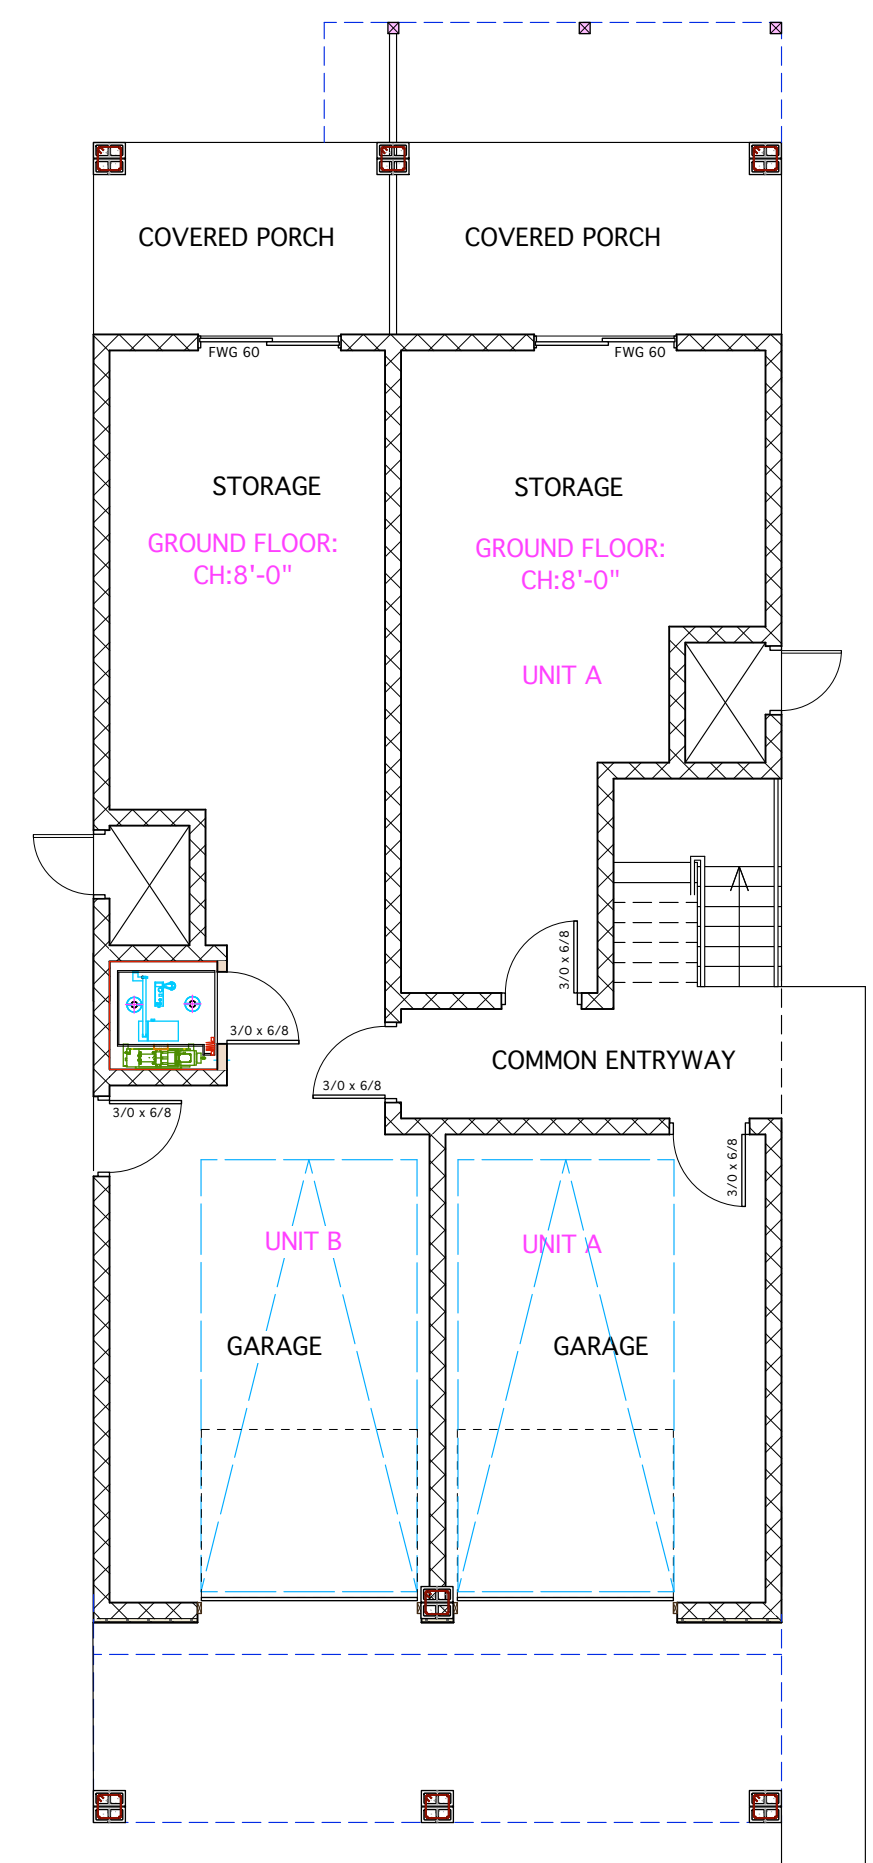 COVERED PORCH
COVERED PORCH
FWG 60
FWG 60
STORAGE
STORAGE
GROUND FLOOR:
CH:8'-0"
GROUND FLOOR:
CH:8'-0"
UNIT A
3/0 x 6/8
3/0 x 6/8
COMMON ENTRYWAY
3/0 x 6/8
3/0 x 6/8
3/0 x 6/8
UNIT B
UNIT A
GARAGE
GARAGE